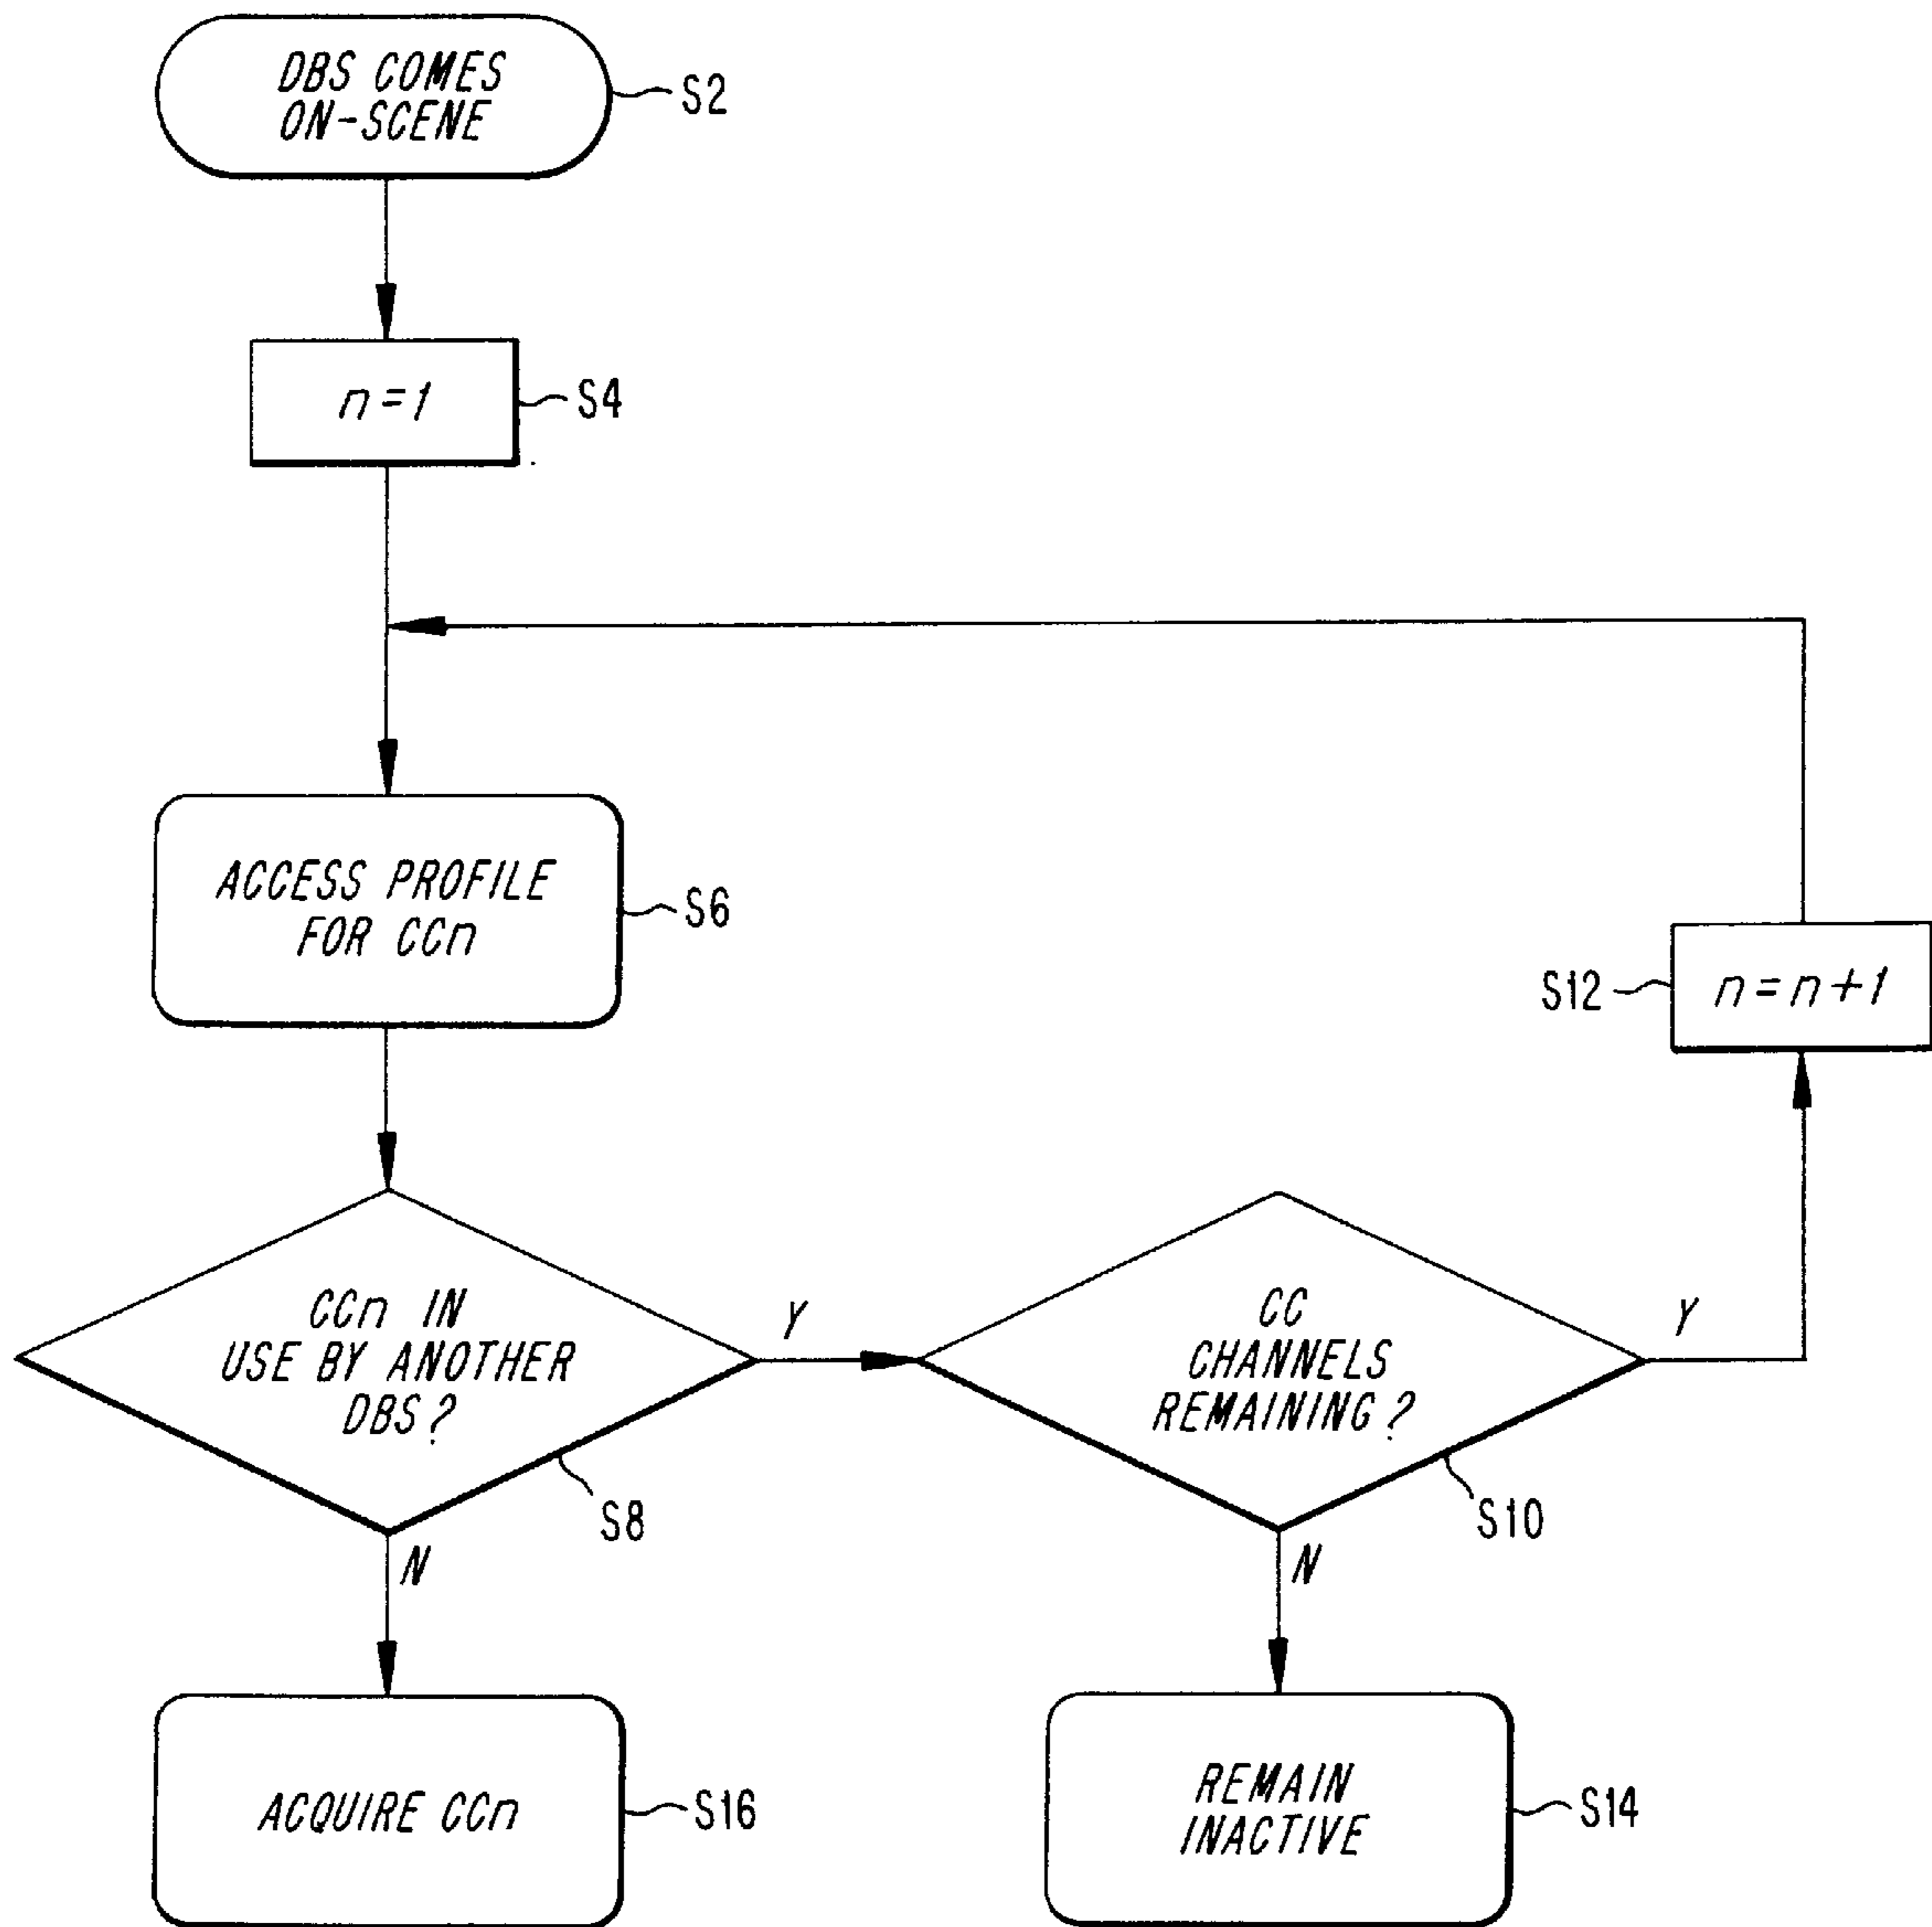 DBS COMES
ON-SCENE
S2
n=1
S4
ACCESS PROFILE
FOR CCn
S6
S12
n=n+1
CCn IN
USE BY ANOTHER
DBS?
Y
S8
N
CC
CHANNELS
REMAINING?
Y
S10
N
ACQUIRE CCn
S16
REMAIN
INACTIVE
S14